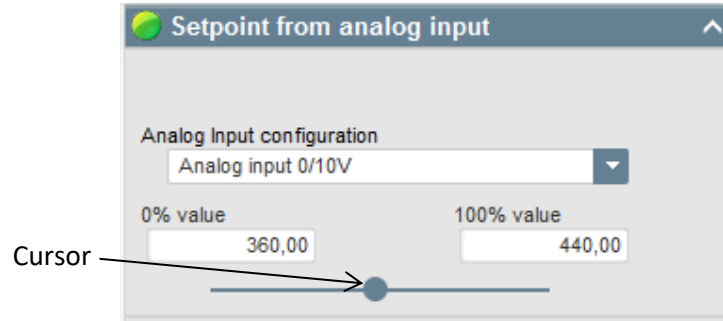 Setpoint from analog input
Analog Input configuration
Analog input 0/10V
0% value 100% value
360,00 440,00
Cursor